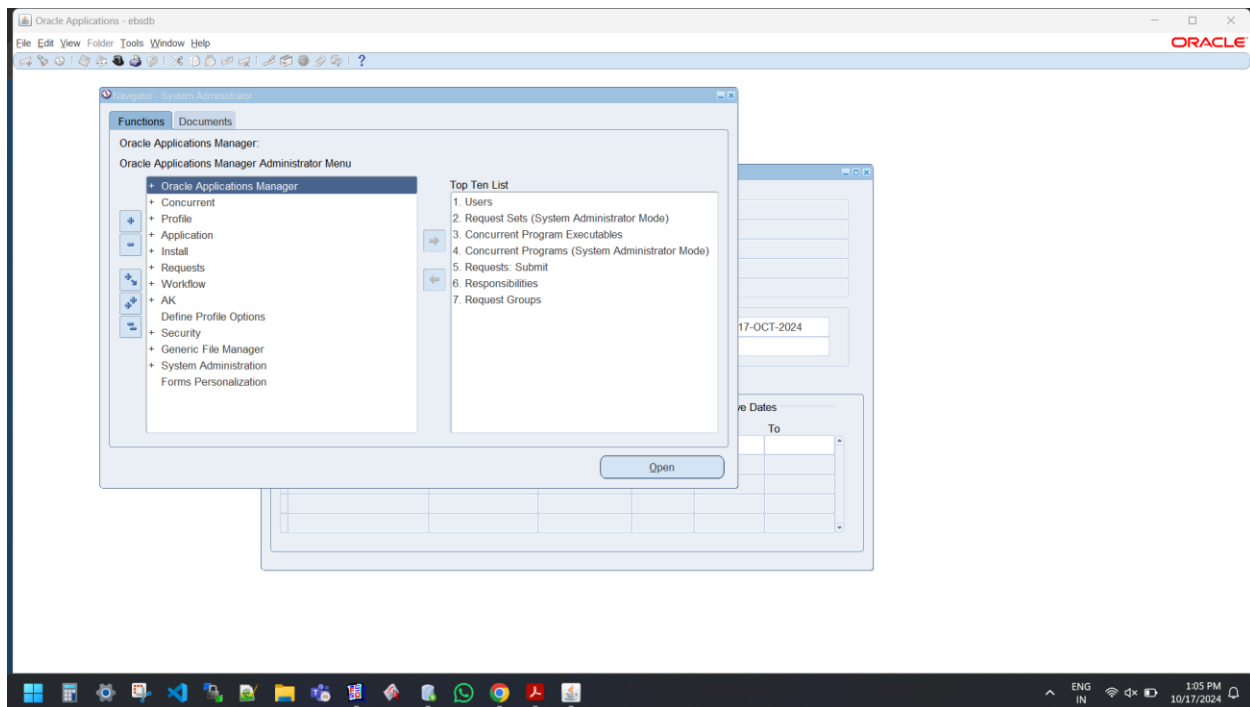 Oracle Applications - ebsdb
File Edit View Folder Tools Window Help
ORACLE
Navigator - System Administrator
Functions Documents
Oracle Applications Manager:
Oracle Applications Manager Administrator Menu
+ Oracle Applications Manager
+ Concurrent
+ Profile
+ Application
+ Install
+ Requests
+ Workflow
+ AK
Define Profile Options
+ Security
+ Generic File Manager
+ System Administration
Forms Personalization
Top Ten List
1. Users
2. Request Sets (System Administrator Mode)
3. Concurrent Program Executables
4. Concurrent Programs (System Administrator Mode)
5. Requests: Submit
6. Responsibilities
7. Request Groups
Open
17-OCT-2024
ve Dates
To
ENG
IN
1:05 PM
10/17/2024